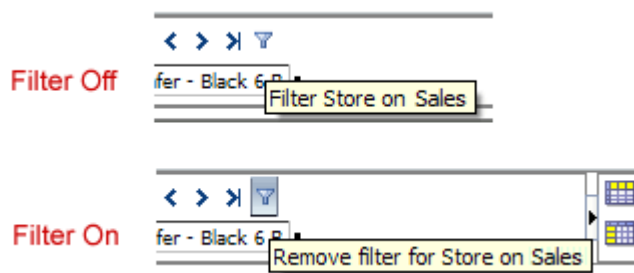 Filter Off
fer - Black 6 P
Filter Store on Sales
Filter On
fer - Black 6 P
Remove filter for Store on Sales